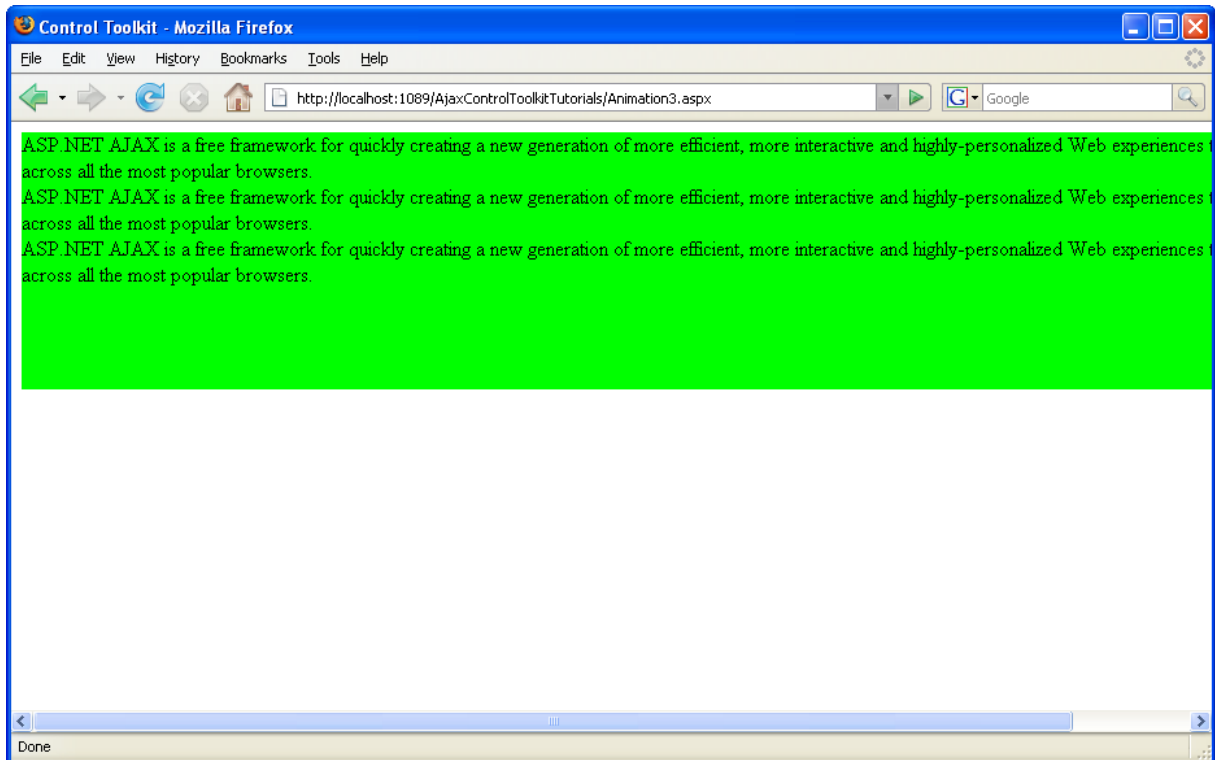 Control Toolkit - Mozilla Firefox
File Edit View History Bookmarks Tools Help
http://localhost:1089/AjaxControlToolkitTutorials/Animation3.aspx
G Google
ASP.NET AJAX is a free framework for quickly creating a new generation of more efficient, more interactive and highly-personalized Web experiences
across all the most popular browsers.
ASP.NET AJAX is a free framework for quickly creating a new generation of more efficient, more interactive and highly-personalized Web experiences
across all the most popular browsers.
ASP.NET AJAX is a free framework for quickly creating a new generation of more efficient, more interactive and highly-personalized Web experiences
across all the most popular browsers.
Done